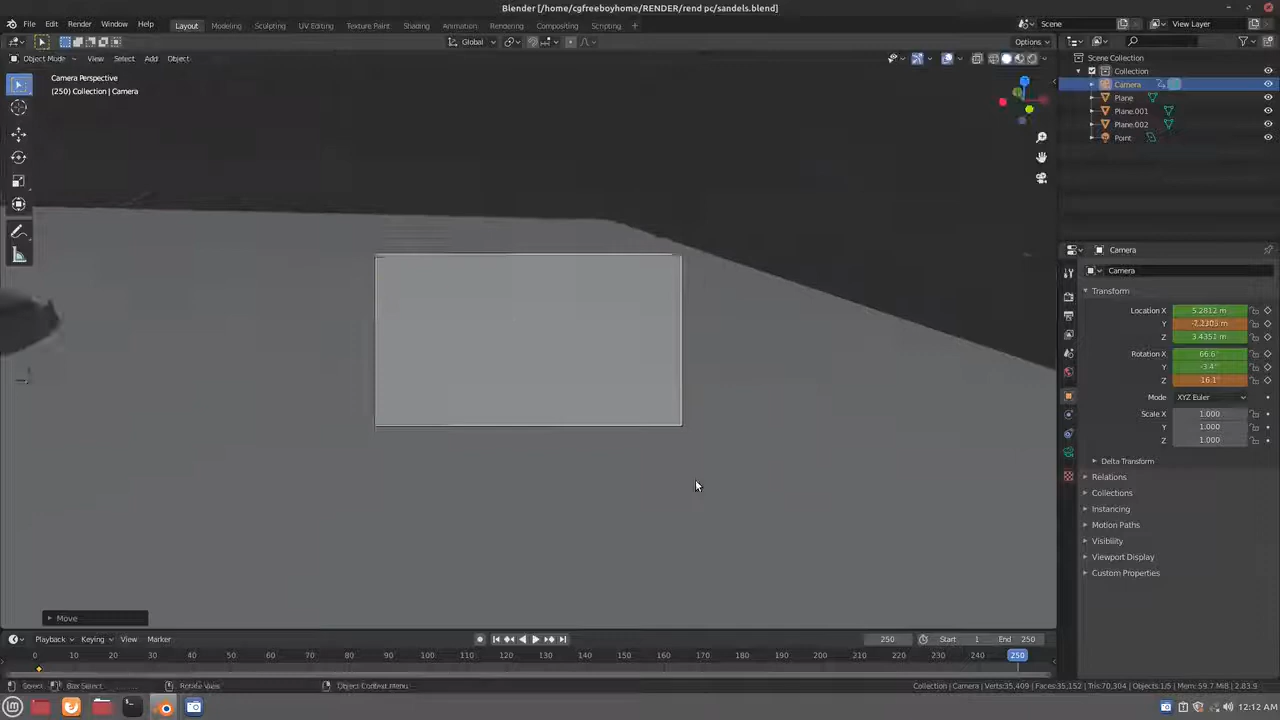 Blender [/home/cgfreeboyhome/RENDER/rend pc/sandels.blend]
File Edit Render Window Help Layout Modeling Sculpting UV Editing Texture Paint Shading Animation Rendering Compositing Scripting + Scene View Layer
Global Options
Object Mode View Select Add Object
Camera Perspective
(250) Collection | Camera
Scene Collection
Collection
Camera
Plane
Plane.001
Plane.002
Point
Camera
Camera
Transform
Location X 5.2812 m
Y -7.2303 m
Z 3.4351 m
Rotation X 66.6°
Y -3.4°
Z 16.1°
Mode XYZ Euler
Scale X 1.000
Y 1.000
Z 1.000
Delta Transform
Relations
Collections
Instancing
Motion Paths
Visibility
Viewport Display
Custom Properties
Move
Playback Keying View Marker 250 Start 1 End 250
0 10 20 30 40 50 60 70 80 90 100 110 120 130 140 150 160 170 180 190 200 210 220 230 240 250
Select Box Select Rotate View Object Context Menu Collection | Camera | Verts:35,409 | Faces:35,152 | Tris:70,304 | Objects:1/5 | Mem: 59.7 MiB | 2.83.9
12:12 AM